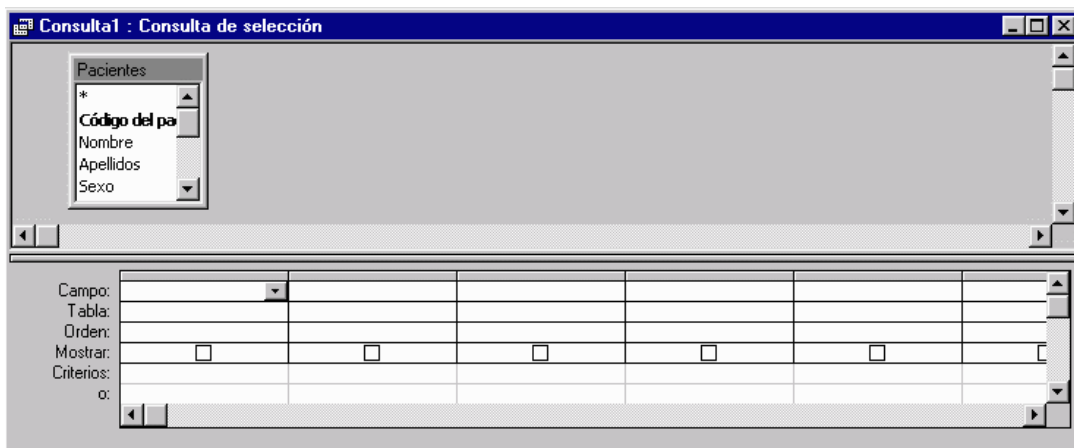 Consulta1 : Consulta de selección
Pacientes
*
Código del pa
Nombre
Apellidos
Sexo
Campo:
Tabla:
Orden:
Mostrar:
Criterios:
o: